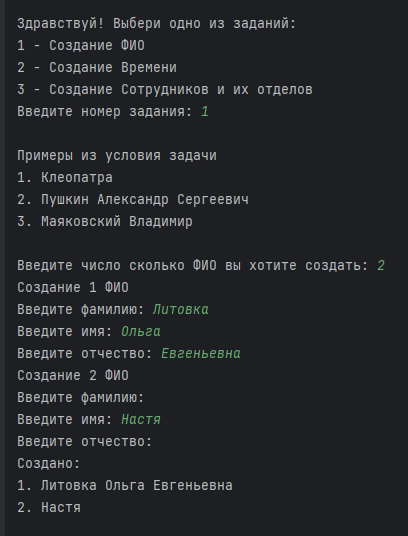 Здравствуй! Выбери одно из заданий:
1 - Создание ФИО
2 - Создание Времени
3 - Создание Сотрудников и их отделов
Введите номер задания: 1
Примеры из условия задачи
1. Клеопатра
2. Пушкин Александр Сергеевич
3. Маяковский Владимир
Введите число сколько ФИО вы хотите создать: 2
Создание 1 ФИО
Введите фамилию: Литовка
Введите имя: Ольга
Введите отчество: Евгеньевна
Создание 2 ФИО
Введите фамилию:
Введите имя: Настя
Введите отчество:
Создано:
1. Литовка Ольга Евгеньевна
2. Настя